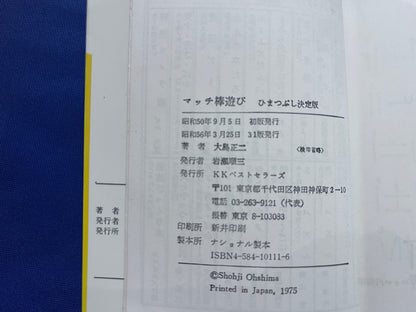 マッチ棒遊び ひまつぶし決定版
昭和50年9月5日 初版発行
昭和56年3月25日 31版発行
著者 大島正二 〈検印省略〉
発行者 岩瀬順三
発行所 KKベストセラーズ
〒101 東京都千代田区神田神保町2-10
電話 03-263-9121 (代表)
振替 東京 8-10J083
印刷所 新井印刷
製本所 ナショナル製本
ISBN4-584-10111-6
©Shohji Ohshima
Printed in Japan, 1975
著者
発行者
発行所